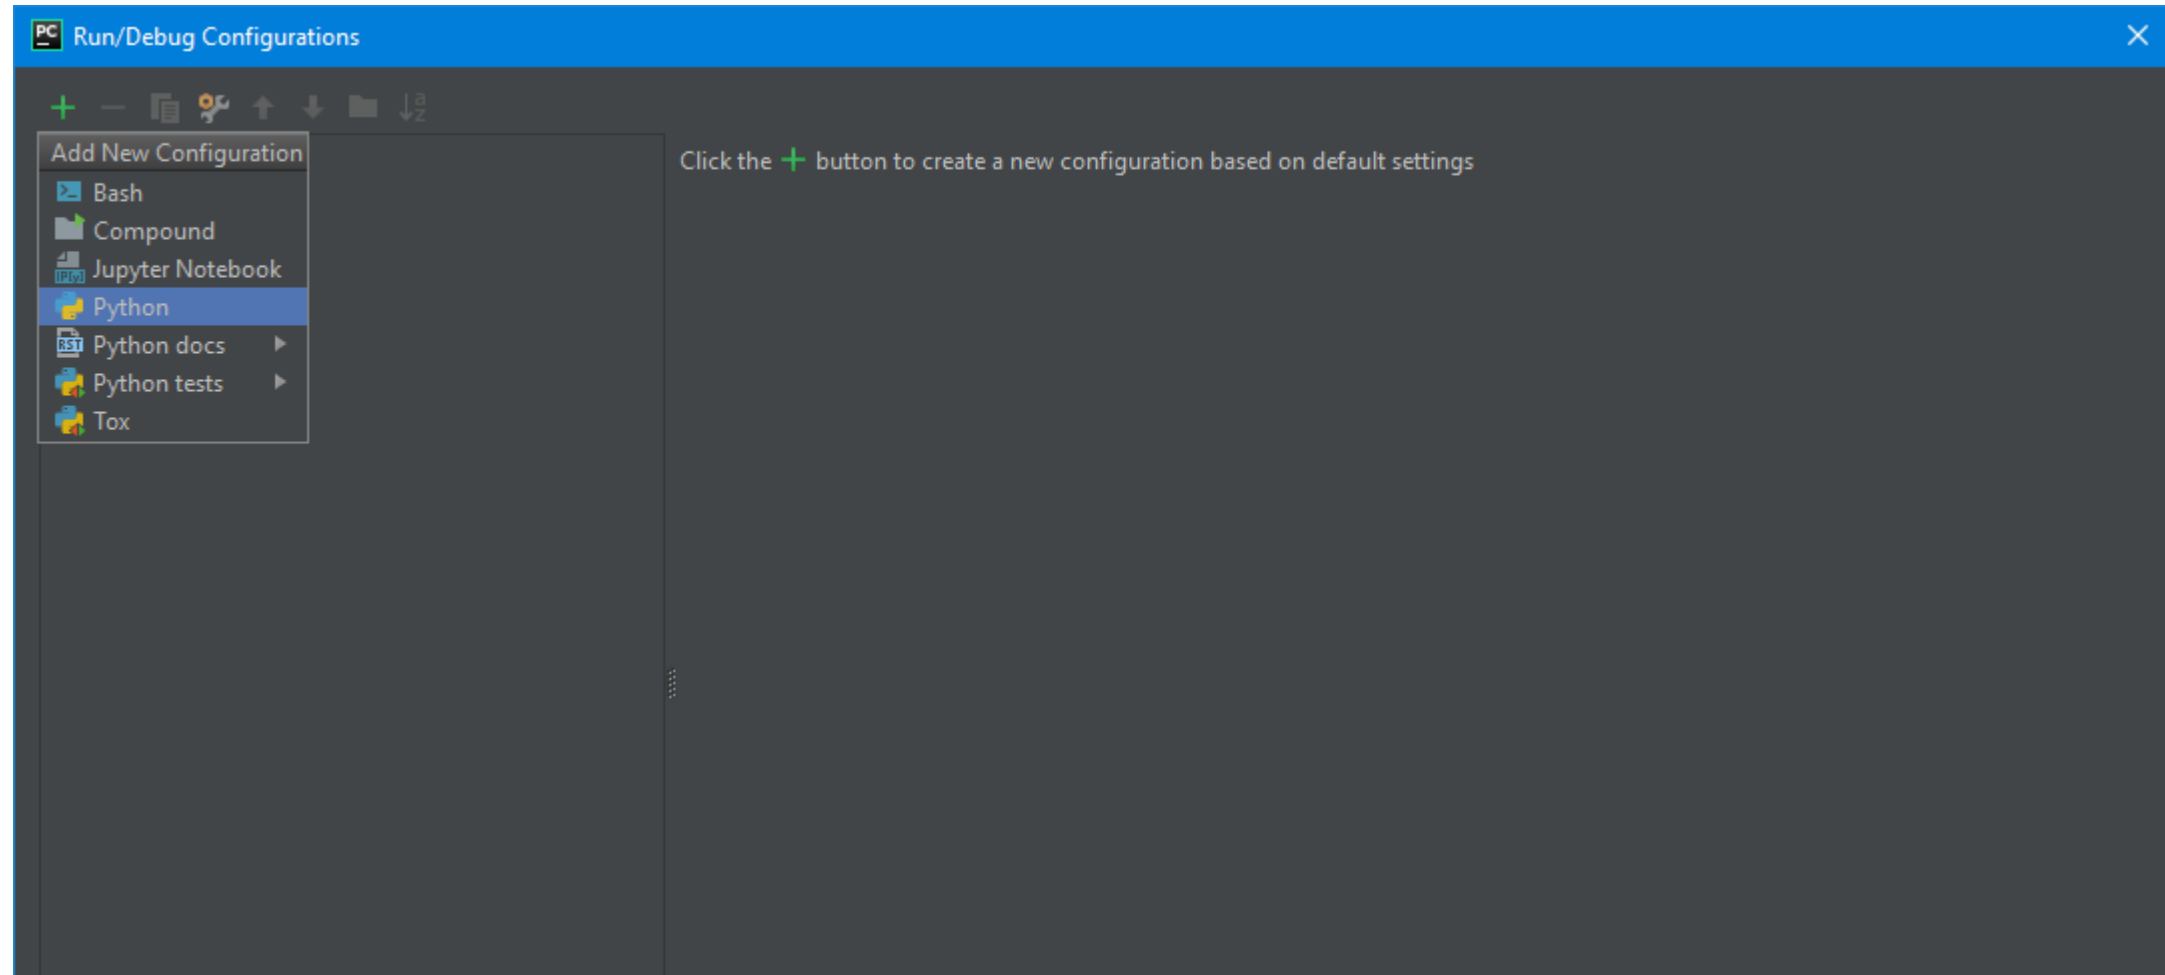 PC Run/Debug Configurations
Add New Configuration
Click the + button to create a new configuration based on default settings
Bash
Compound
Jupyter Notebook
Python
Python docs
Python tests
Tox